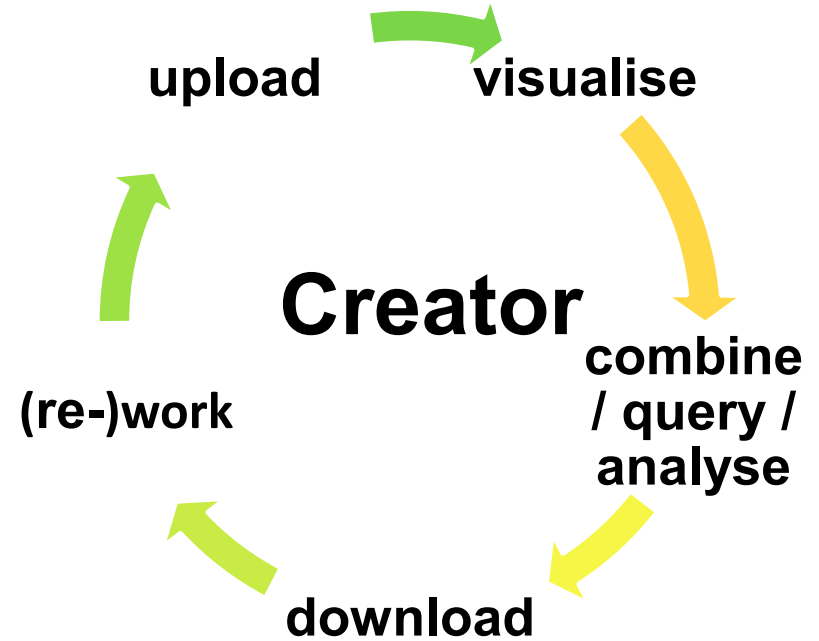 upload
visualise
Creator
combine
/ query /
analyse
(re-)work
download